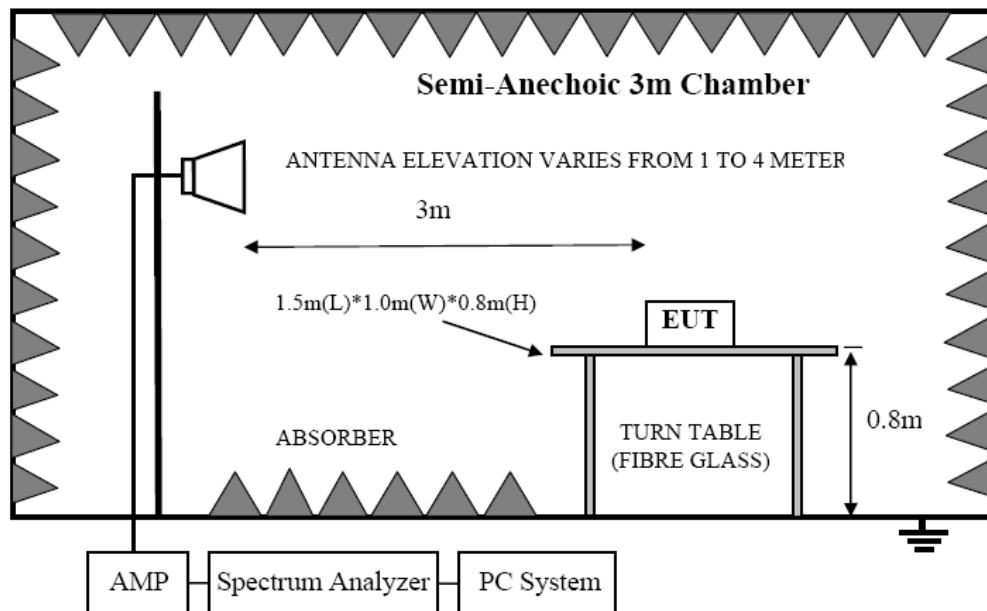 Semi-Anechoic 3m Chamber
ANTENNA ELEVATION VARIES FROM 1 TO 4 METER
3m
1.5m(L)*1.0m(W)*0.8m(H)
EUT
0.8m
ABSORBER
TURN TABLE
(FIBRE GLASS)
AMP
Spectrum Analyzer
PC System